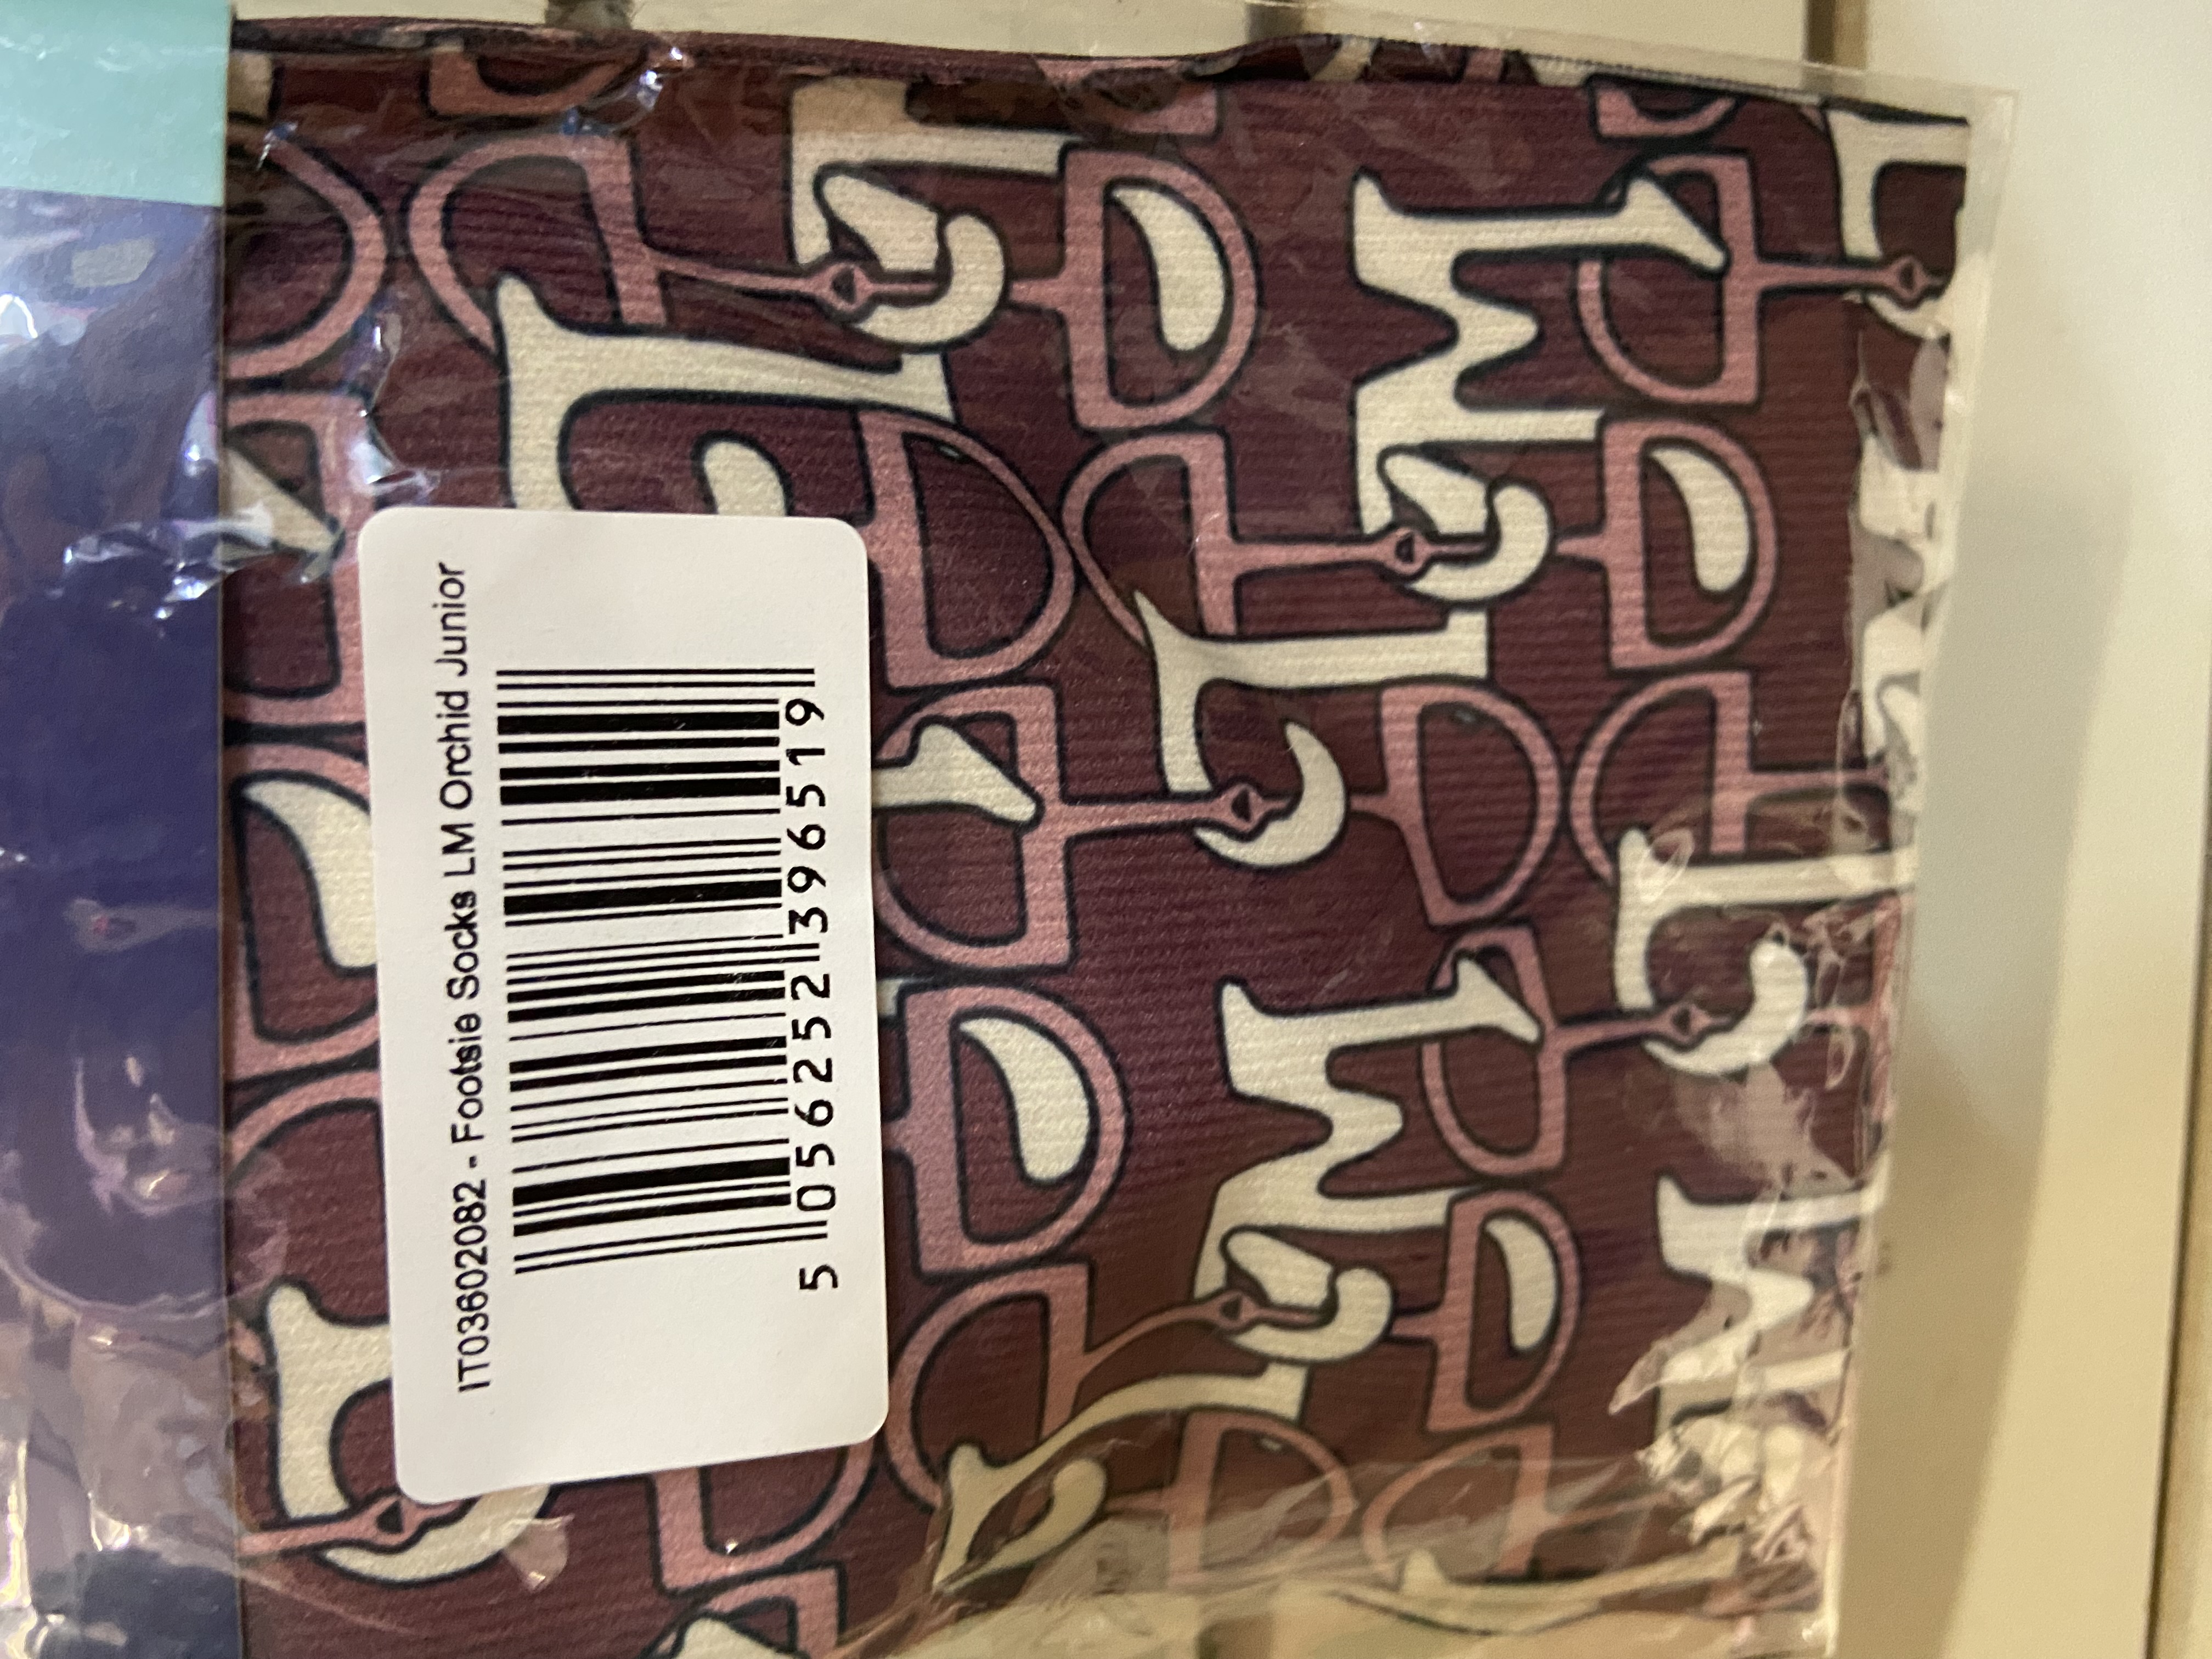 IT03602082 - Footsie Socks LM Orchid Junior
5 056252 396519